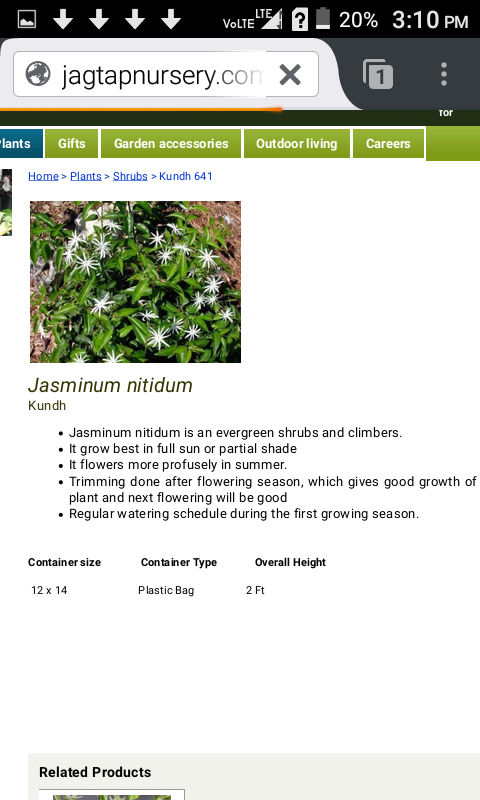 VoLTE LTE ? 20% 3:10 PM
jagtapnursery.com 1
for
lants Gifts Garden accessories Outdoor living Careers
Home > Plants > Shrubs > Kundh 641
Jasminum nitidum
Kundh
• Jasminum nitidum is an evergreen shrubs and climbers.
• It grow best in full sun or partial shade
• It flowers more profusely in summer.
• Trimming done after flowering season, which gives good growth of
plant and next flowering will be good
• Regular watering schedule during the first growing season.
Container size Container Type Overall Height
12 x 14 Plastic Bag 2 Ft
Related Products